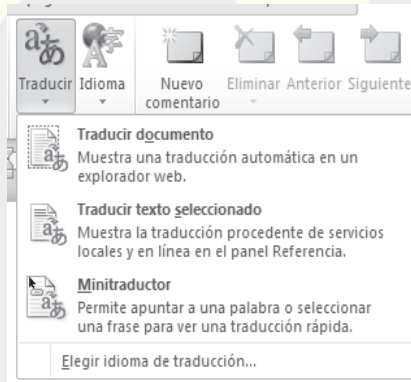 Traducir Idioma Nuevo comentario Eliminar Anterior Siguiente
Traducir documento
Muestra una traducción automática en un
explorador web.
Traducir texto seleccionado
Muestra la traducción procedente de servicios
locales y en línea en el panel Referencia.
Minitraductor
Permite apuntar a una palabra o seleccionar
una frase para ver una traducción rápida.
Elegir idioma de traducción...